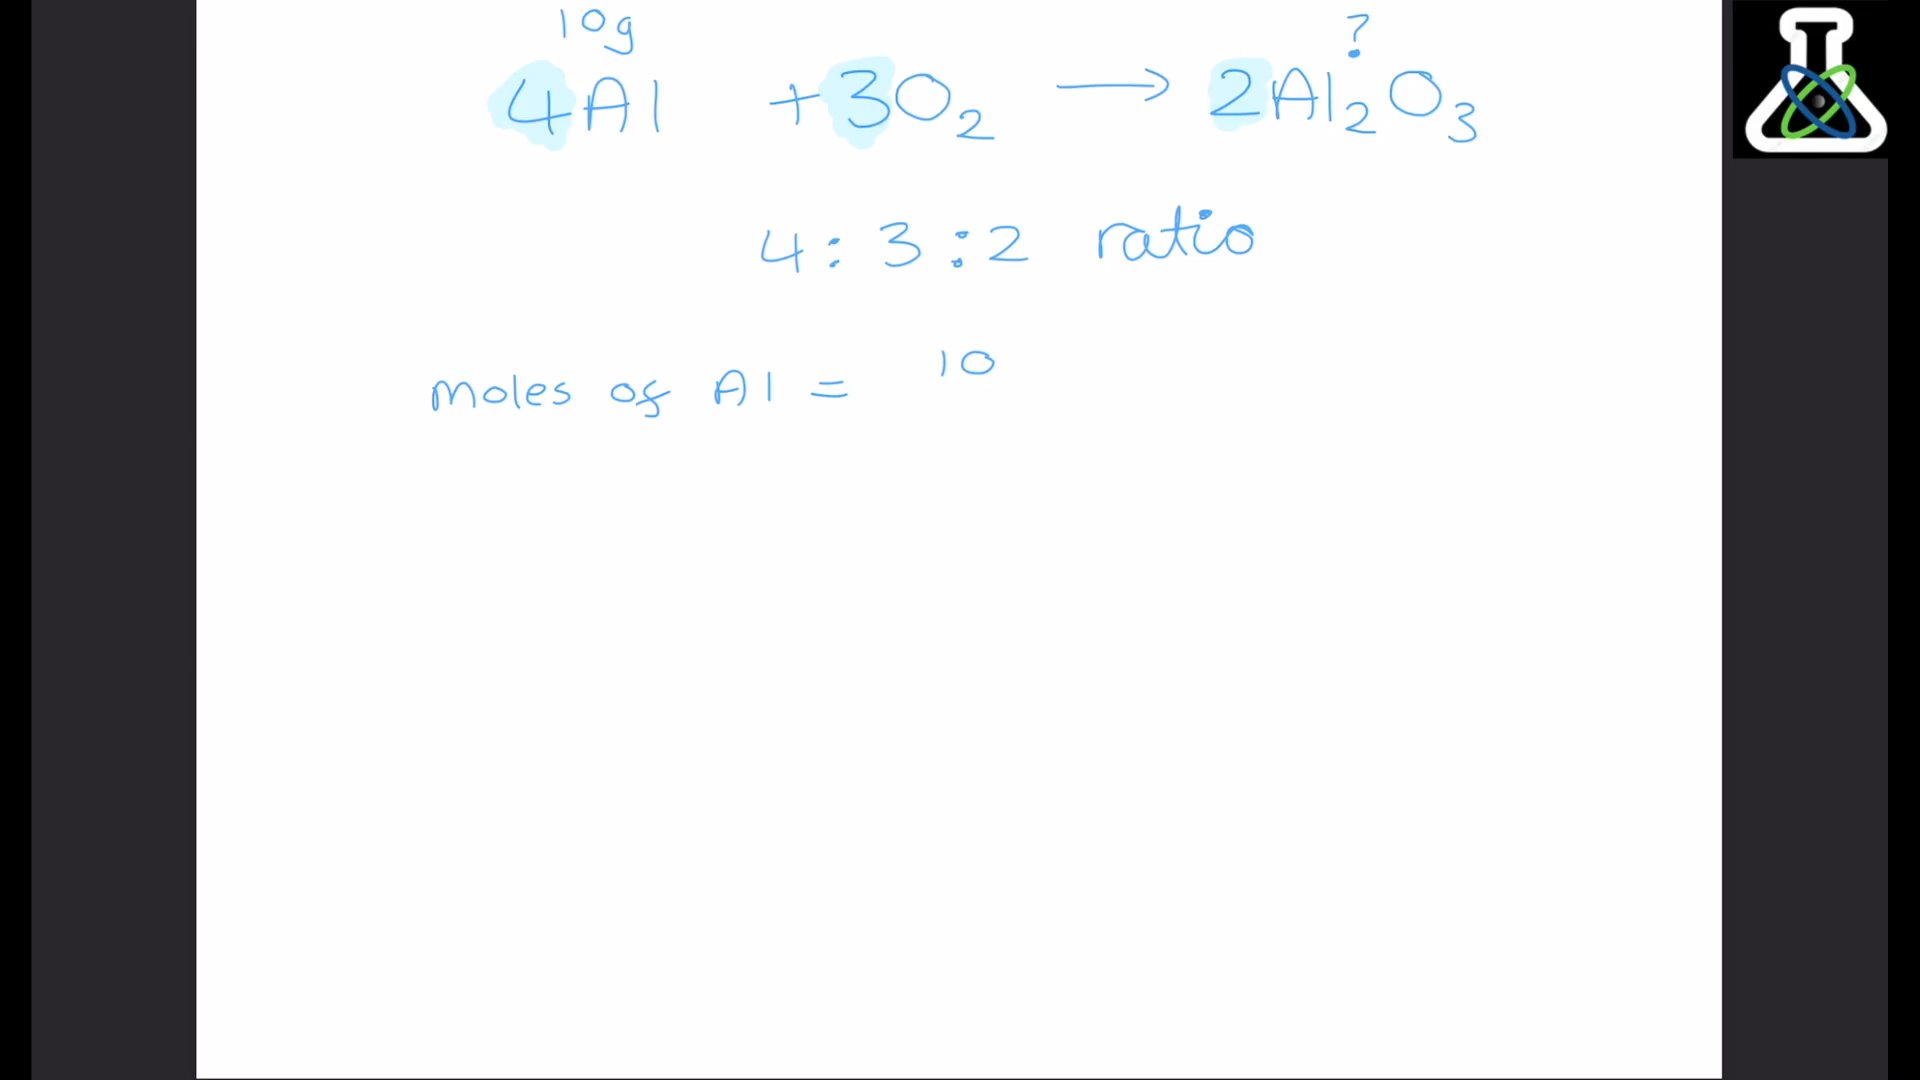 10g ?
4Al + 3O₂ → 2Al₂O₃
4 : 3 : 2 ratio
moles of Al = 10